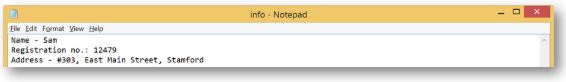 info - Notepad
File Edit Format View Help
Name - Sam
Registration no.: 12479
Address - #303, East Main Street, Stamford